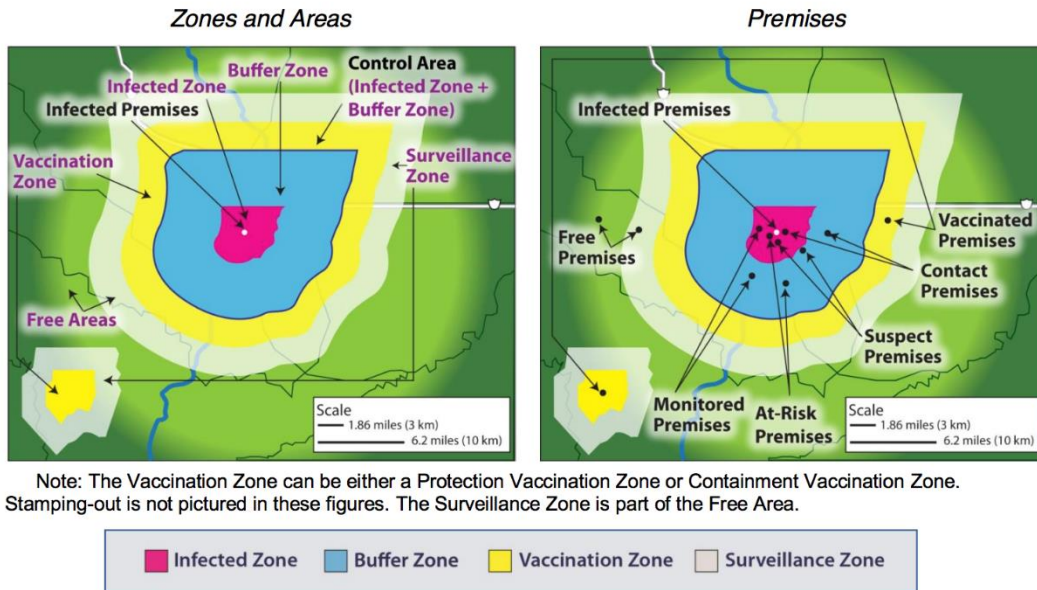 Zones and Areas
Buffer Zone
Control Area
(Infected Zone +
Buffer Zone)
Infected Zone
Infected Premises
Vaccination
Zone
Surveillance
Zone
Free Areas
Scale
1.86 miles (3 km)
6.2 miles (10 km)
Premises
Infected Premises
Free
Premises
Vaccinated
Premises
Contact
Premises
Suspect
Premises
Monitored
Premises
At-Risk
Premises
Scale
1.86 miles (3 km)
6.2 miles (10 km)
Note: The Vaccination Zone can be either a Protection Vaccination Zone or Containment Vaccination Zone.
Stamping-out is not pictured in these figures. The Surveillance Zone is part of the Free Area.
Infected Zone Buffer Zone Vaccination Zone Surveillance Zone